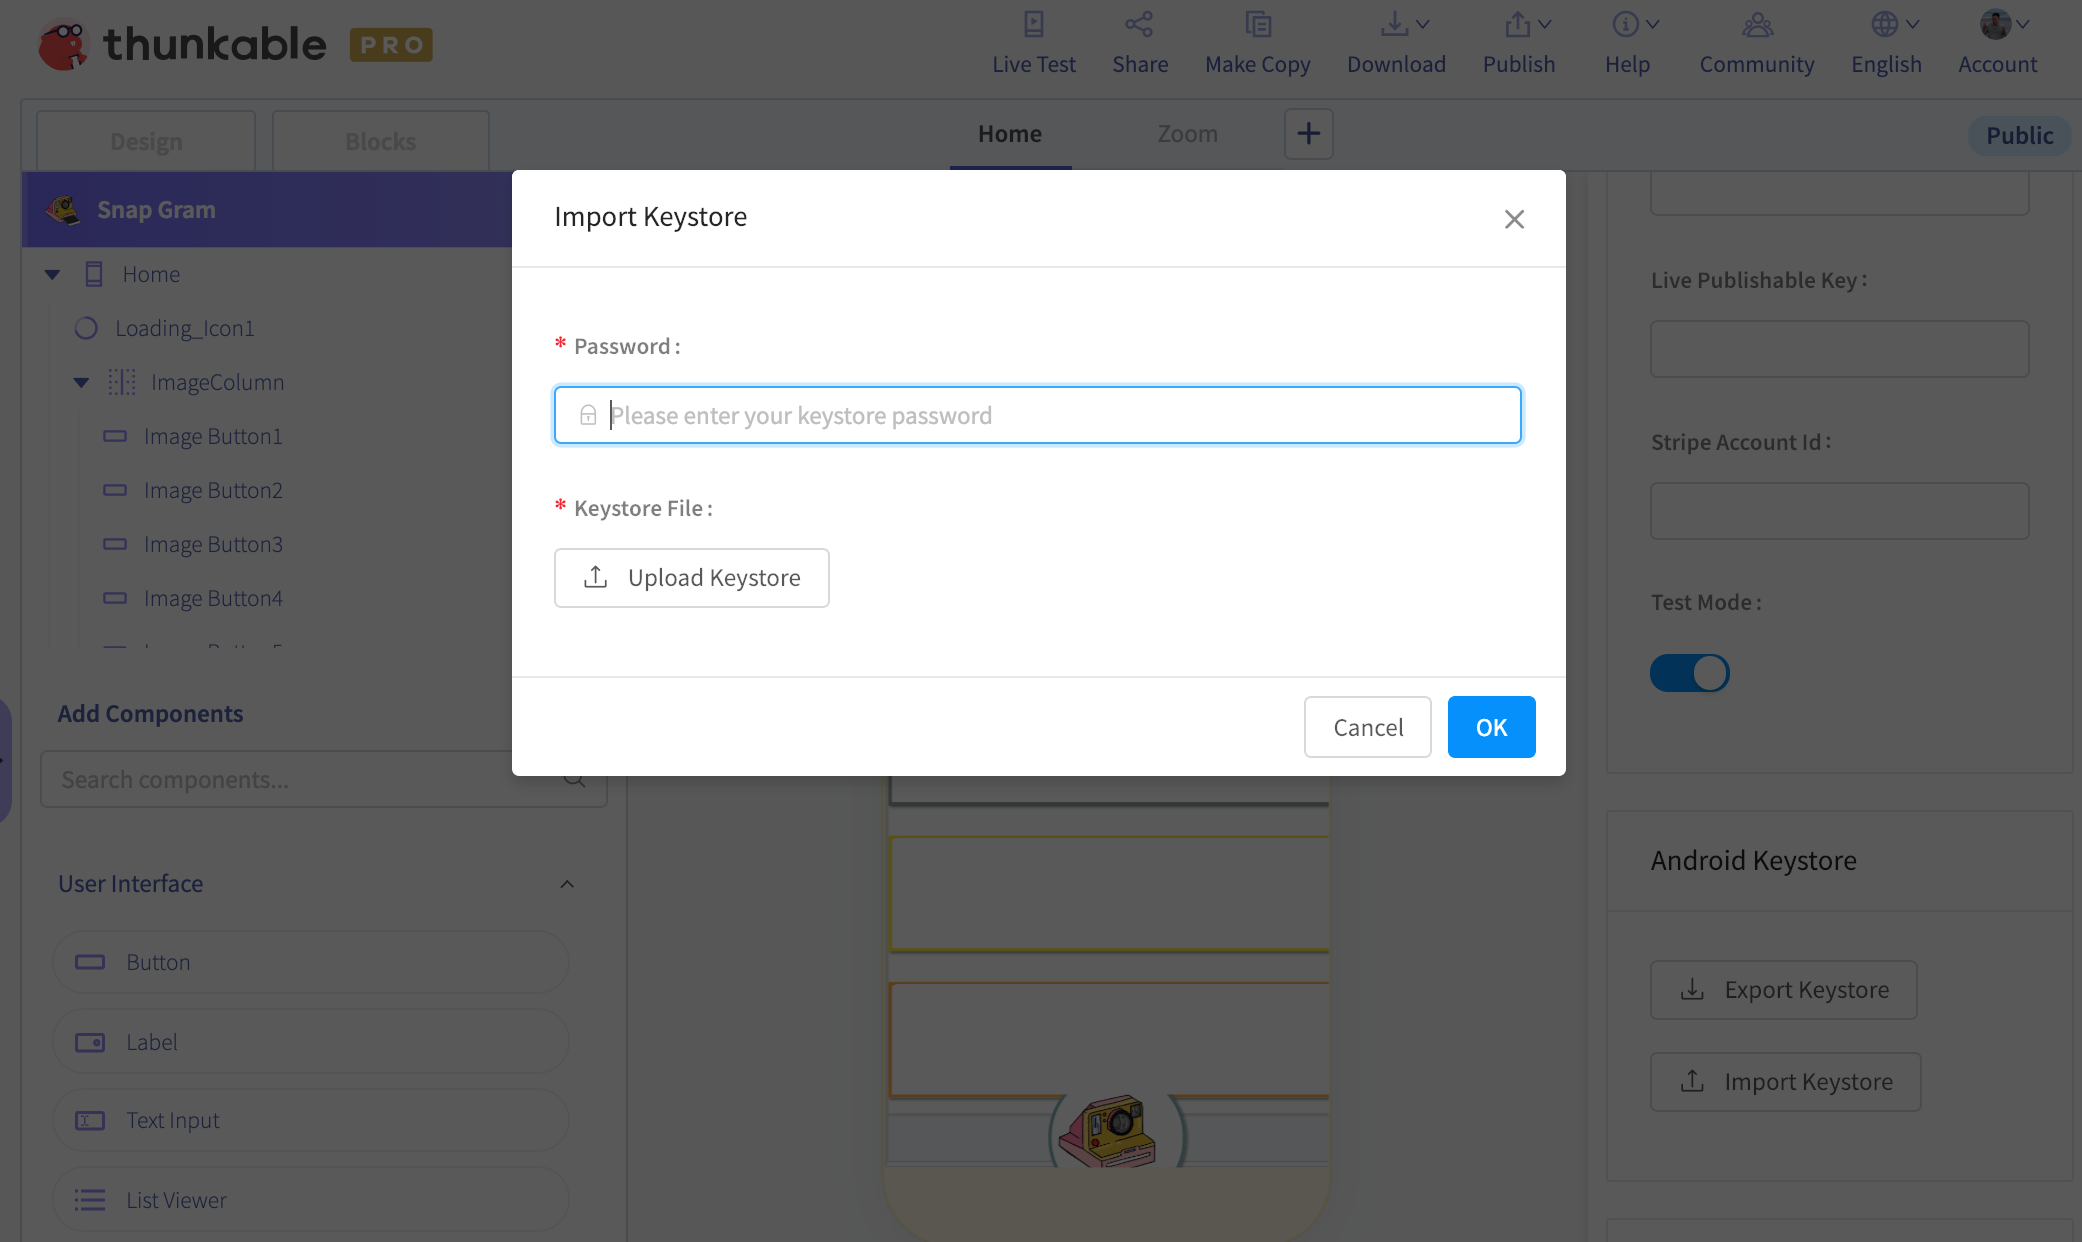 thunkable PRO
Live Test
Share
Make Copy
Download
Publish
Help
Community
English
Account
Design
Blocks
Home
Zoom
Public
Snap Gram
Home
Loading_Icon1
ImageColumn
Image Button1
Image Button2
Image Button3
Image Button4
Add Components
Search components...
User Interface
Button
Label
Text Input
List Viewer
Import Keystore
* Password :
Please enter your keystore password
* Keystore File :
Upload Keystore
Cancel
OK
Live Publishable Key :
Stripe Account Id :
Test Mode :
Android Keystore
Export Keystore
Import Keystore